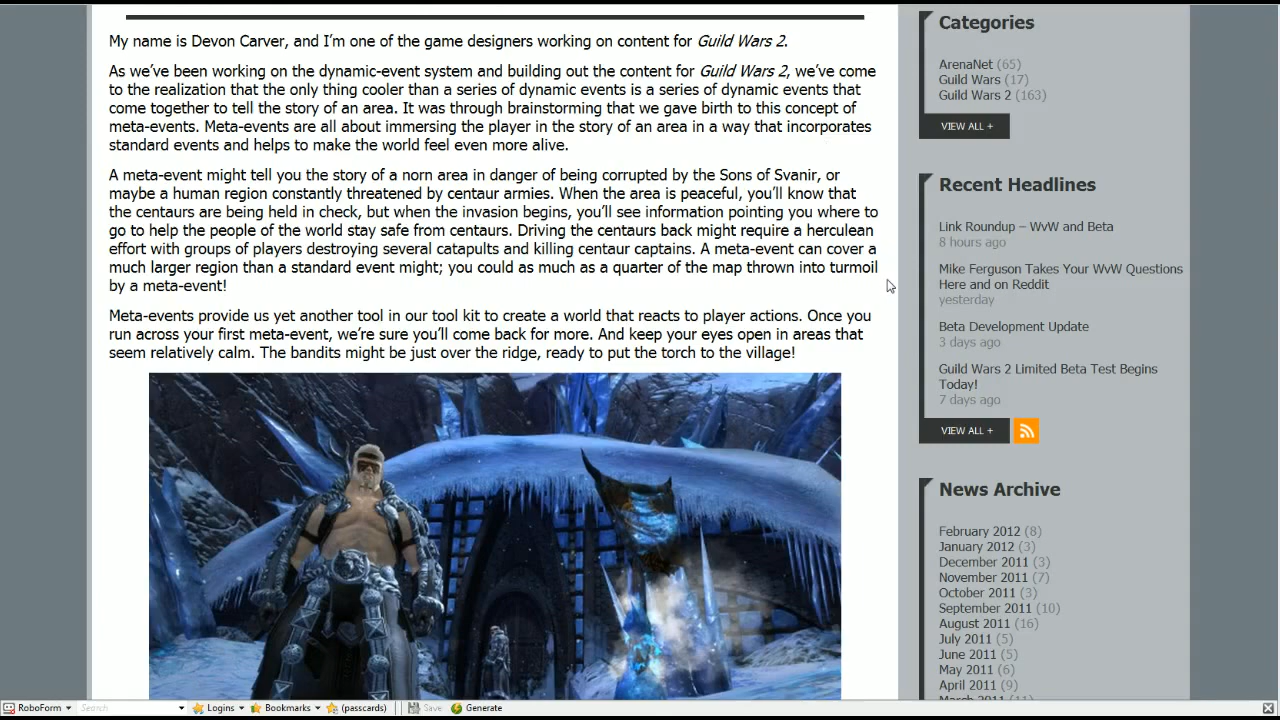 My name is Devon Carver, and I'm one of the game designers working on content for Guild Wars 2.
As we've been working on the dynamic-event system and building out the content for Guild Wars 2, we've come
to the realization that the only thing cooler than a series of dynamic events is a series of dynamic events that
come together to tell the story of an area. It was through brainstorming that we gave birth to this concept of
meta-events. Meta-events are all about immersing the player in the story of an area in a way that incorporates
standard events and helps to make the world feel even more alive.
A meta-event might tell you the story of a norn area in danger of being corrupted by the Sons of Svanir, or
maybe a human region constantly threatened by centaur armies. When the area is peaceful, you'll know that
the centaurs are being held in check, but when the invasion begins, you'll see information pointing you where to
go to help the people of the world stay safe from centaurs. Driving the centaurs back might require a herculean
effort with groups of players destroying several catapults and killing centaur captains. A meta-event can cover a
much larger region than a standard event might; you could as much as a quarter of the map thrown into turmoil
by a meta-event!
Meta-events provide us yet another tool in our tool kit to create a world that reacts to player actions. Once you
run across your first meta-event, we're sure you'll come back for more. And keep your eyes open in areas that
seem relatively calm. The bandits might be just over the ridge, ready to put the torch to the village!
Categories
ArenaNet (65)
Guild Wars (17)
Guild Wars 2 (163)
VIEW ALL +
Recent Headlines
Link Roundup – WvW and Beta
8 hours ago
Mike Ferguson Takes Your WvW Questions
Here and on Reddit
yesterday
Beta Development Update
3 days ago
Guild Wars 2 Limited Beta Test Begins
Today!
7 days ago
VIEW ALL +
News Archive
February 2012 (8)
January 2012 (3)
December 2011 (3)
November 2011 (7)
October 2011 (3)
September 2011 (10)
August 2011 (16)
July 2011 (5)
June 2011 (5)
May 2011 (6)
April 2011 (9)
March 2011 (11)
RoboForm Search Logins Bookmarks (passcards) Save Generate